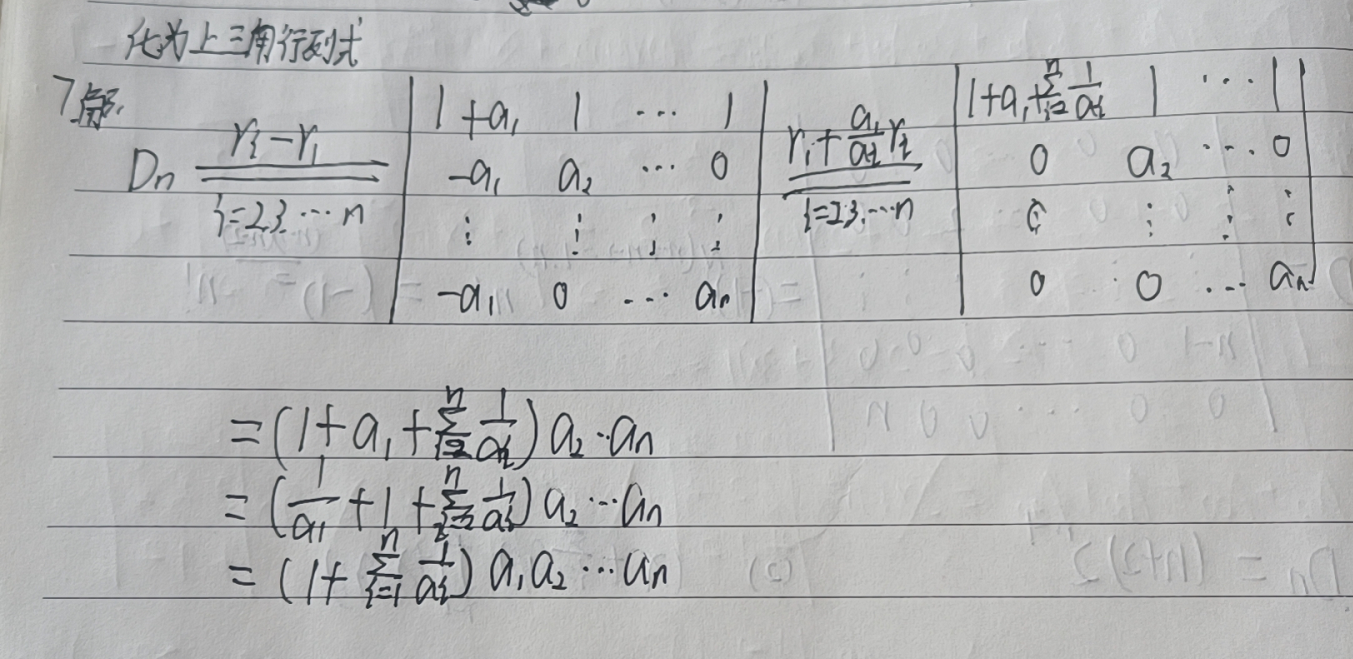 化为上三角行列式
7 解.
D_n \xlongequal[i=2,3,\cdots n]{r_i-r_1} \begin{vmatrix} 1+a_1 & 1 & \cdots & 1 \\ -a_1 & a_2 & \cdots & 0 \\ \vdots & \vdots & \vdots & \vdots \\ -a_1 & 0 & \cdots & a_n \end{vmatrix} \xlongequal[i=2,3,\cdots n]{r_1+\frac{a_1}{a_i}r_i} \begin{vmatrix} 1+a_1+\sum_{i=2}^{n}\frac{1}{a_i} & 1 & \cdots & 1 \\ 0 & a_2 & \cdots & 0 \\ \vdots & \vdots & \vdots & \vdots \\ 0 & 0 & \cdots & a_n \end{vmatrix}
=(1+a_1+\sum_{i=2}^{n}\frac{1}{a_i})a_2 \cdots a_n
=(\frac{1}{a_1}+1+\sum_{i=2}^{n}\frac{1}{a_i})a_2 \cdots a_n
=(1+\sum_{i=1}^{n}\frac{1}{a_i})a_1a_2 \cdots a_n